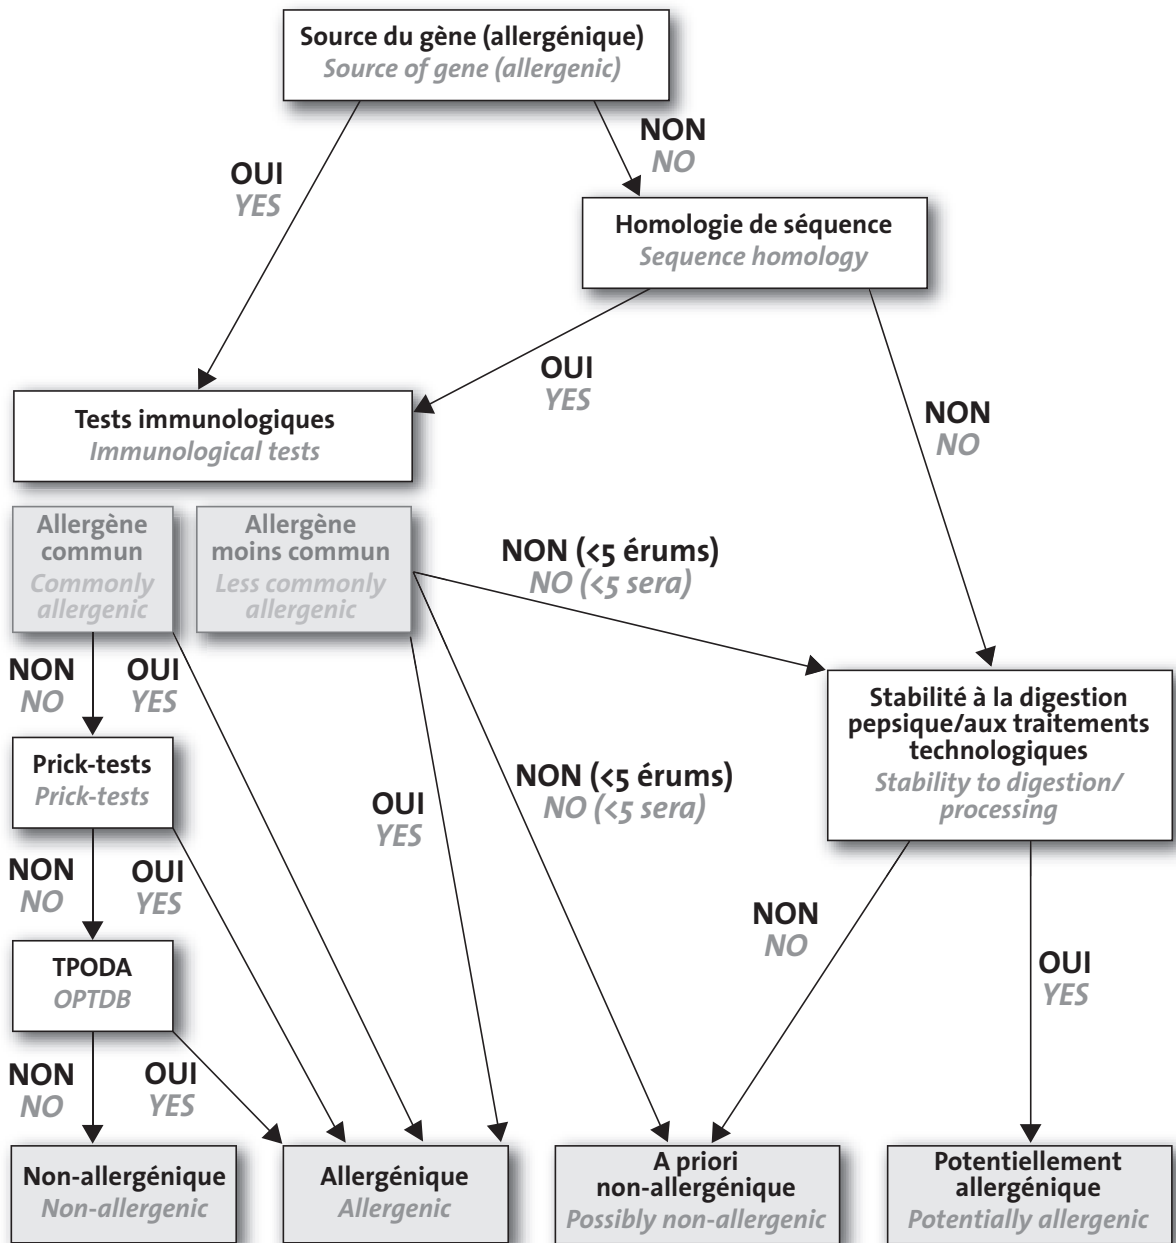 Source du gène (allergénique)
Source of gene (allergenic)
NON
NO
OUI
YES
Homologie de séquence
Sequence homology
OUI
YES
NON
NO
Tests immunologiques
Immunological tests
Allergène
commun
Commonly
allergenic
Allergène
moins commun
Less commonly
allergenic
NON (<5 érums)
NO (<5 sera)
NON
NO
OUI
YES
Stabilité à la digestion
pepsique/aux traitements
technologiques
Stability to digestion/
processing
Prick-tests
Prick-tests
OUI
YES
NON (<5 érums)
NO (<5 sera)
NON
NO
OUI
YES
NON
NO
TPODA
OPTDB
OUI
YES
NON
NO
OUI
YES
Non-allergénique
Non-allergenic
Allergénique
Allergenic
A priori
non-allergénique
Possibly non-allergenic
Potentiellement
allergénique
Potentially allergenic